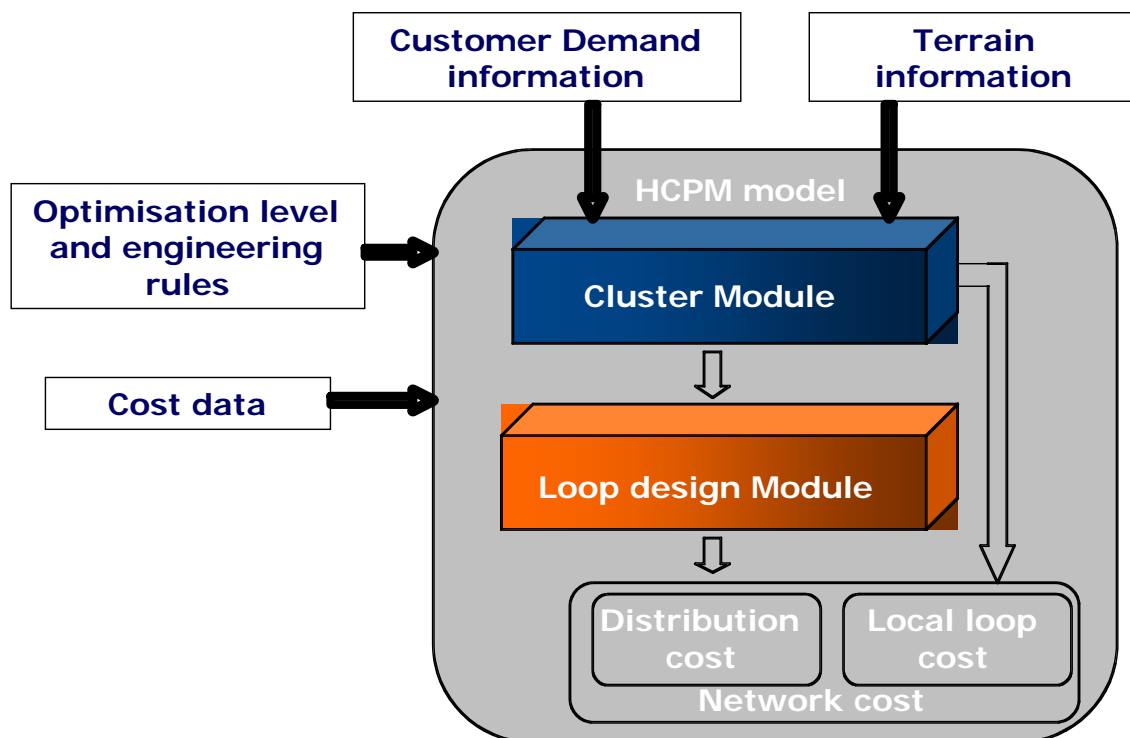 Customer Demand
information
Terrain
information
HCPM model
Optimisation level
and engineering
rules
Cluster Module
Cost data
Loop design Module
Distribution
cost
Local loop
cost
Network cost